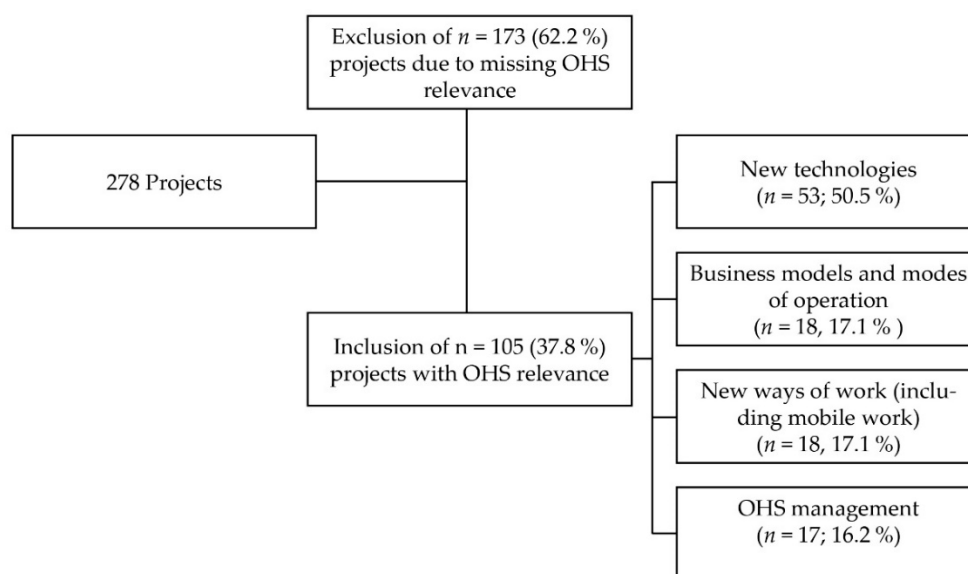 Exclusion of n = 173 (62.2 %)
projects due to missing OHS
relevance
278 Projects
Inclusion of n = 105 (37.8 %)
projects with OHS relevance
New technologies
(n = 53; 50.5 %)
Business models and modes
of operation
(n = 18, 17.1 % )
New ways of work (inclu-
ding mobile work)
(n = 18, 17.1 %)
OHS management
(n = 17; 16.2 %)